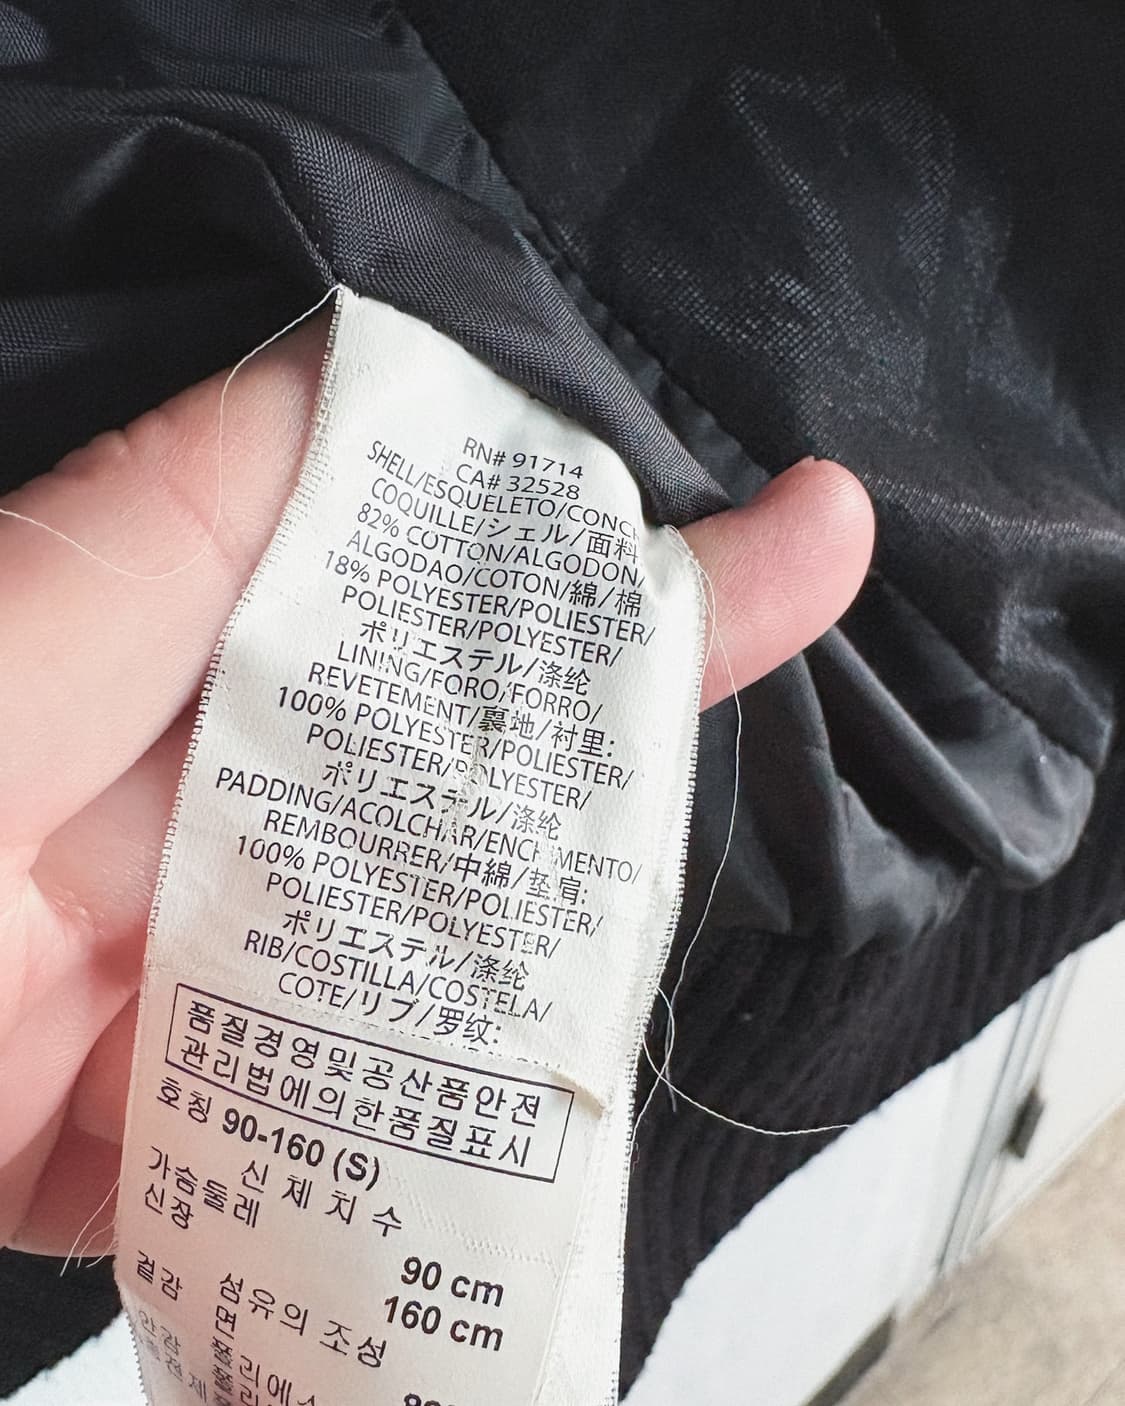 RN# 91714
CA# 32528
SHELL/ESQUELETO/CONCH
COQUILLE/シェル/面料
82% COTTON/ALGODON/
ALGODAO/COTON/綿/棉
18% POLYESTER/POLIESTER/
POLIESTER/POLYESTER/
ポリエステル/涤纶
LINING/FORO/FORRO/
REVETEMENT/裏地/衬里:
100% POLYESTER/POLIESTER/
POLIESTER/POLYESTER/
ポリエステル/涤纶
PADDING/ACOLCHAR/ENCHIMENTO/
REMBOURRER/中綿/垫肩:
100% POLYESTER/POLIESTER/
POLIESTER/POLYESTER/
ポリエステル/涤纶
RIB/COSTILLA/COSTELA/
COTE/リブ/罗纹:
품질경영및공산품안전
관리법에의한품질표시
호칭 90-160 (S)
신체치수
가슴둘레 90 cm
신장 160 cm
섬유의 조성
겉감 면